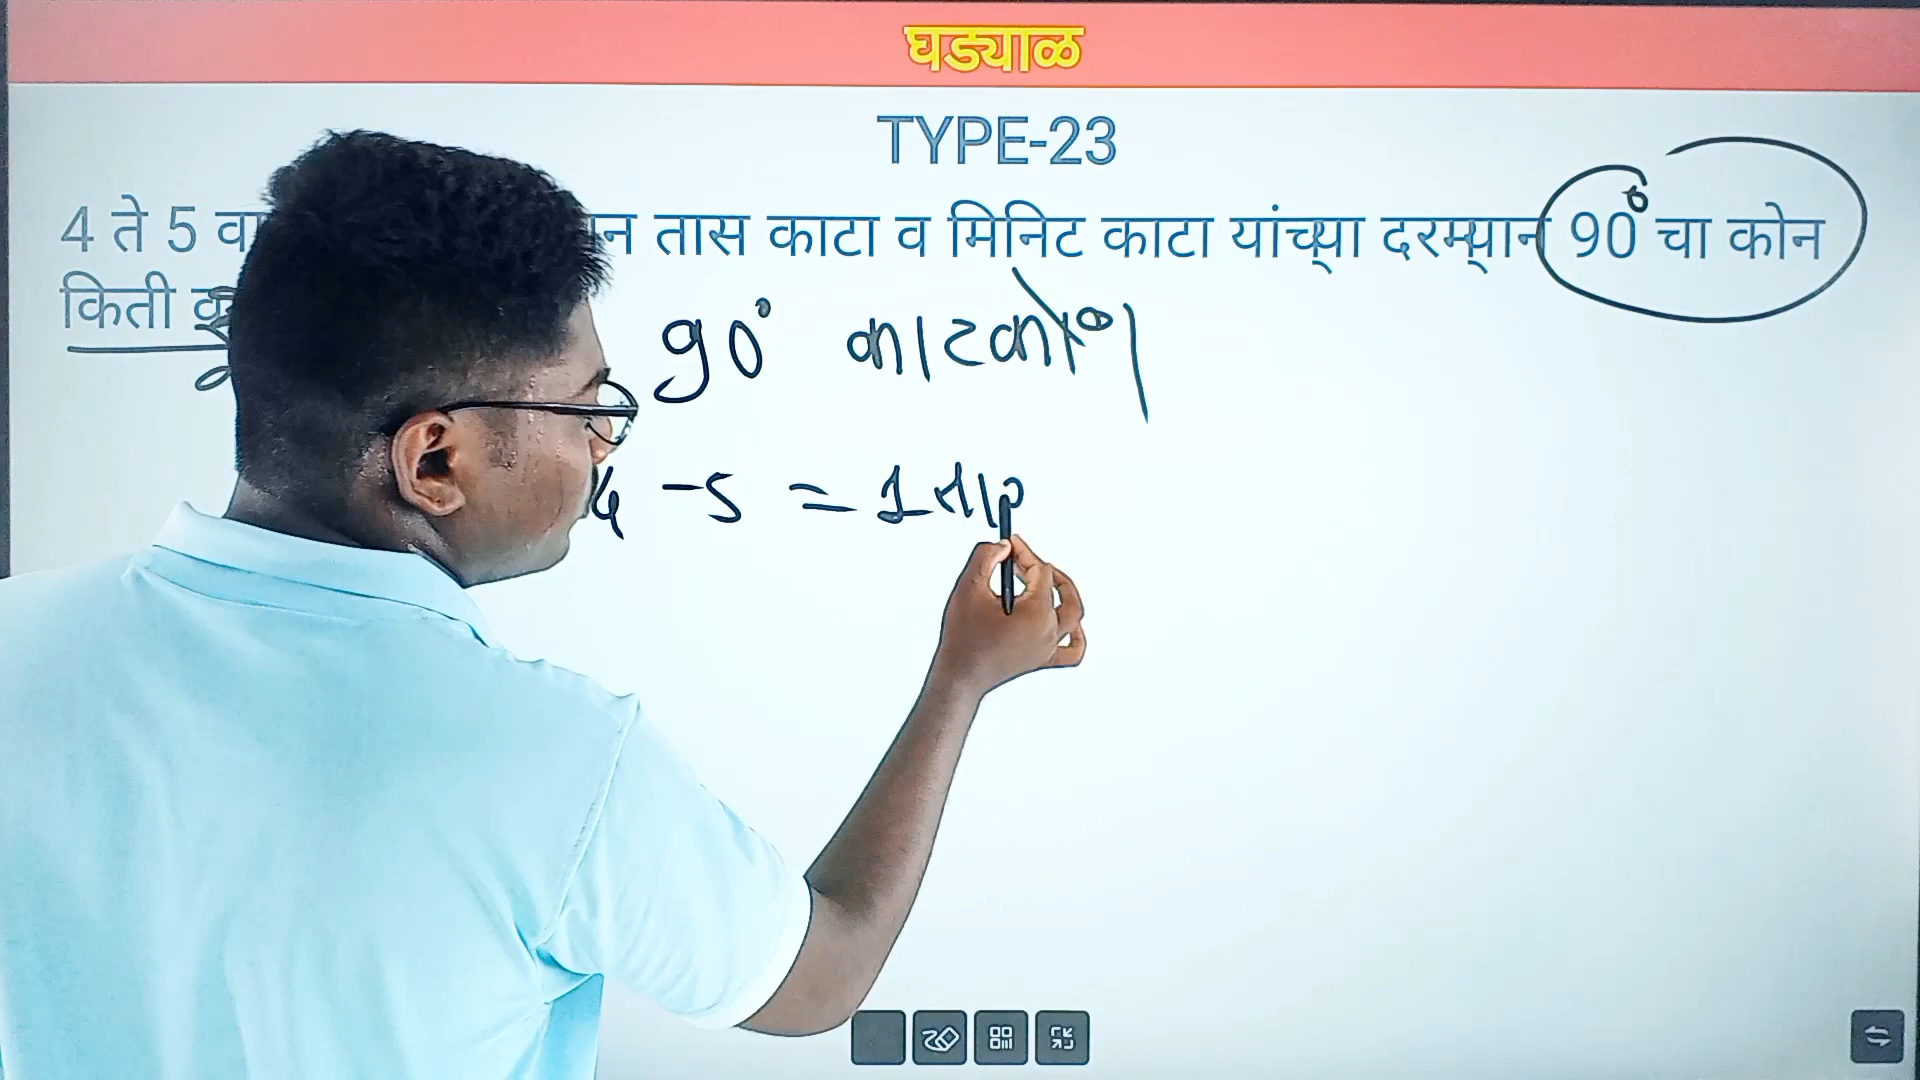 घड्याळ
TYPE-23
4 ते 5 तास काटा व मिनिट काटा यांच्या दरम्यान 90° चा कोन
किती
90° काटकोण
4 - 5 = 1 ता